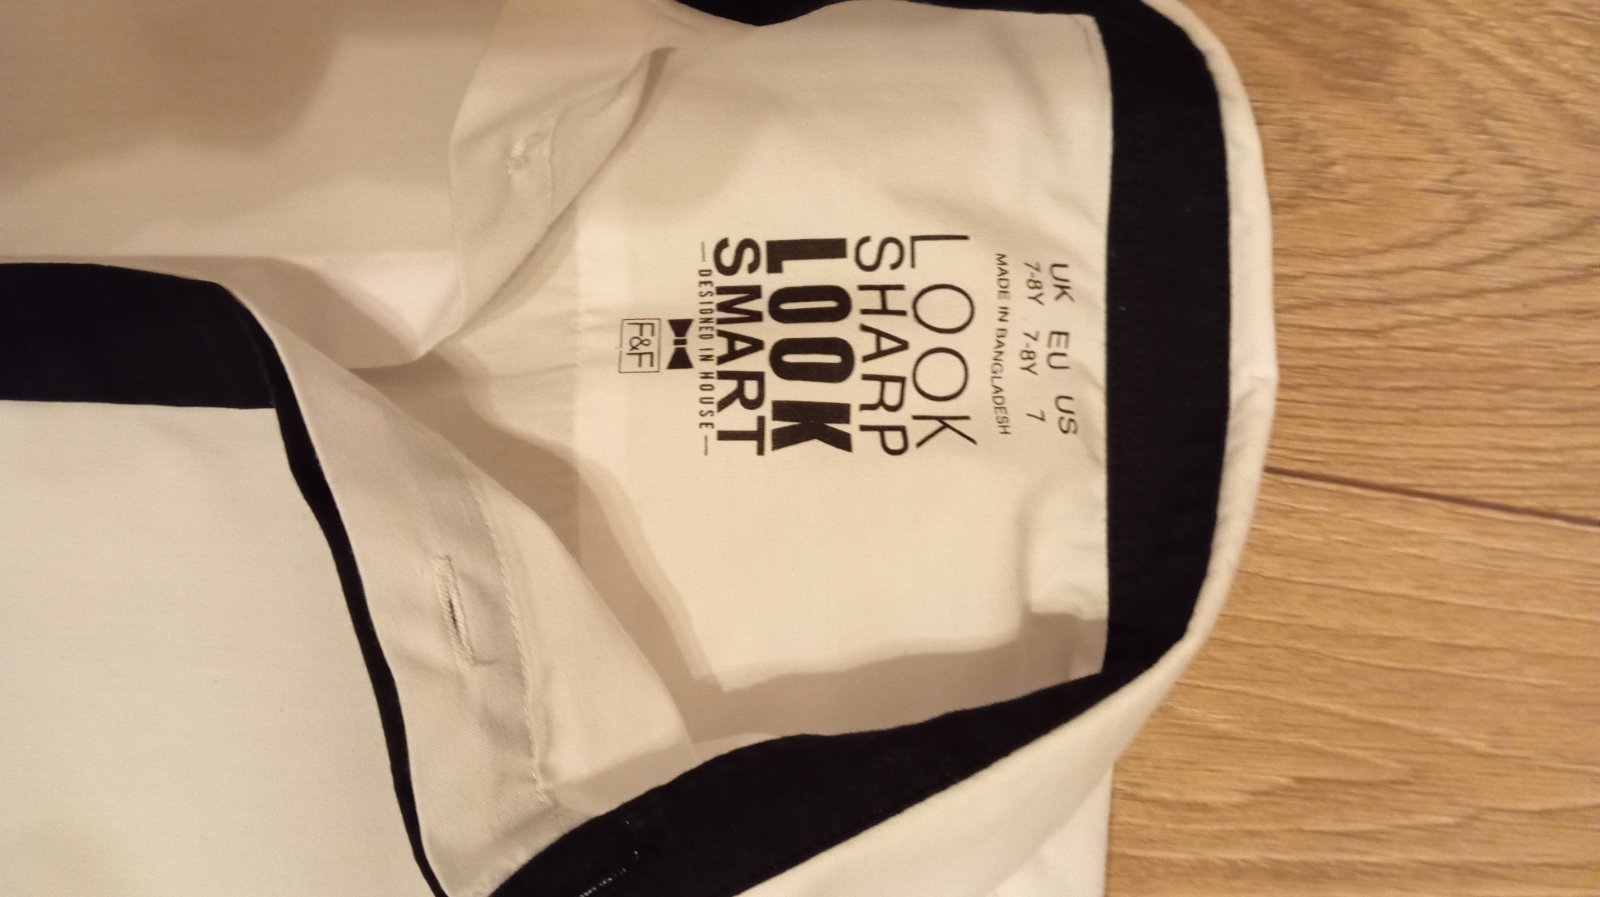 UK EU US
7-8Y 7-8Y 7
MADE IN BANGLADESH
LOOK
SHARP
LOOK
SMART
— DESIGNED IN HOUSE —
F&F